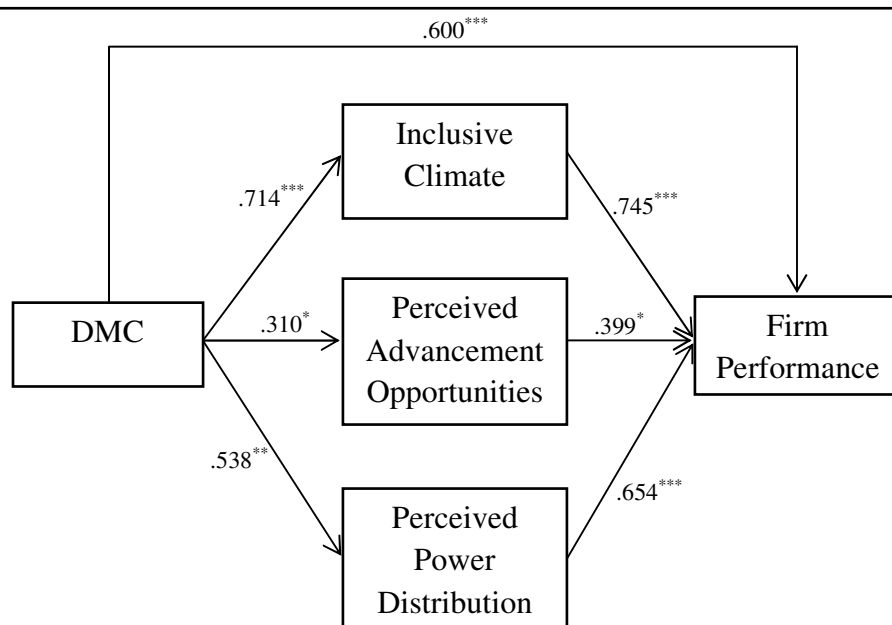 .600***
Inclusive
Climate
.714***
.745***
DMC
.310*
Perceived
Advancement
Opportunities
.399*
Firm
Performance
.538**
.654***
Perceived
Power
Distribution